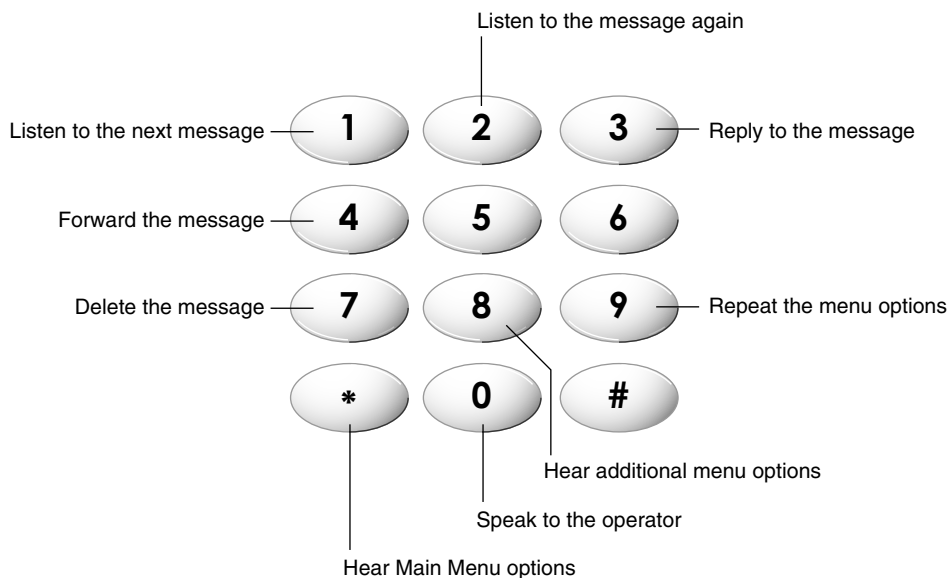 Listen to the message again
Listen to the next message
1
2
3
Reply to the message
Forward the message
4
5
6
Delete the message
7
8
9
Repeat the menu options
*
0
#
Hear additional menu options
Speak to the operator
Hear Main Menu options